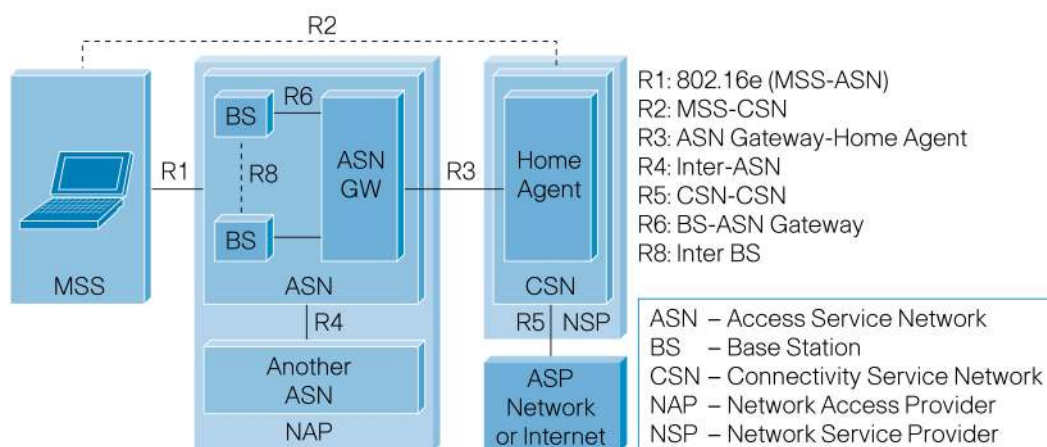 R2
R6
BS
ASN
GW
R8
BS
R1
R3
Home
Agent
MSS
ASN
CSN
R4
R5
NSP
Another
ASN
NAP
ASP
Network
or Internet
R1: 802.16e (MSS-ASN)
R2: MSS-CSN
R3: ASN Gateway-Home Agent
R4: Inter-ASN
R5: CSN-CSN
R6: BS-ASN Gateway
R8: Inter BS
ASN – Access Service Network
BS – Base Station
CSN – Connectivity Service Network
NAP – Network Access Provider
NSP – Network Service Provider